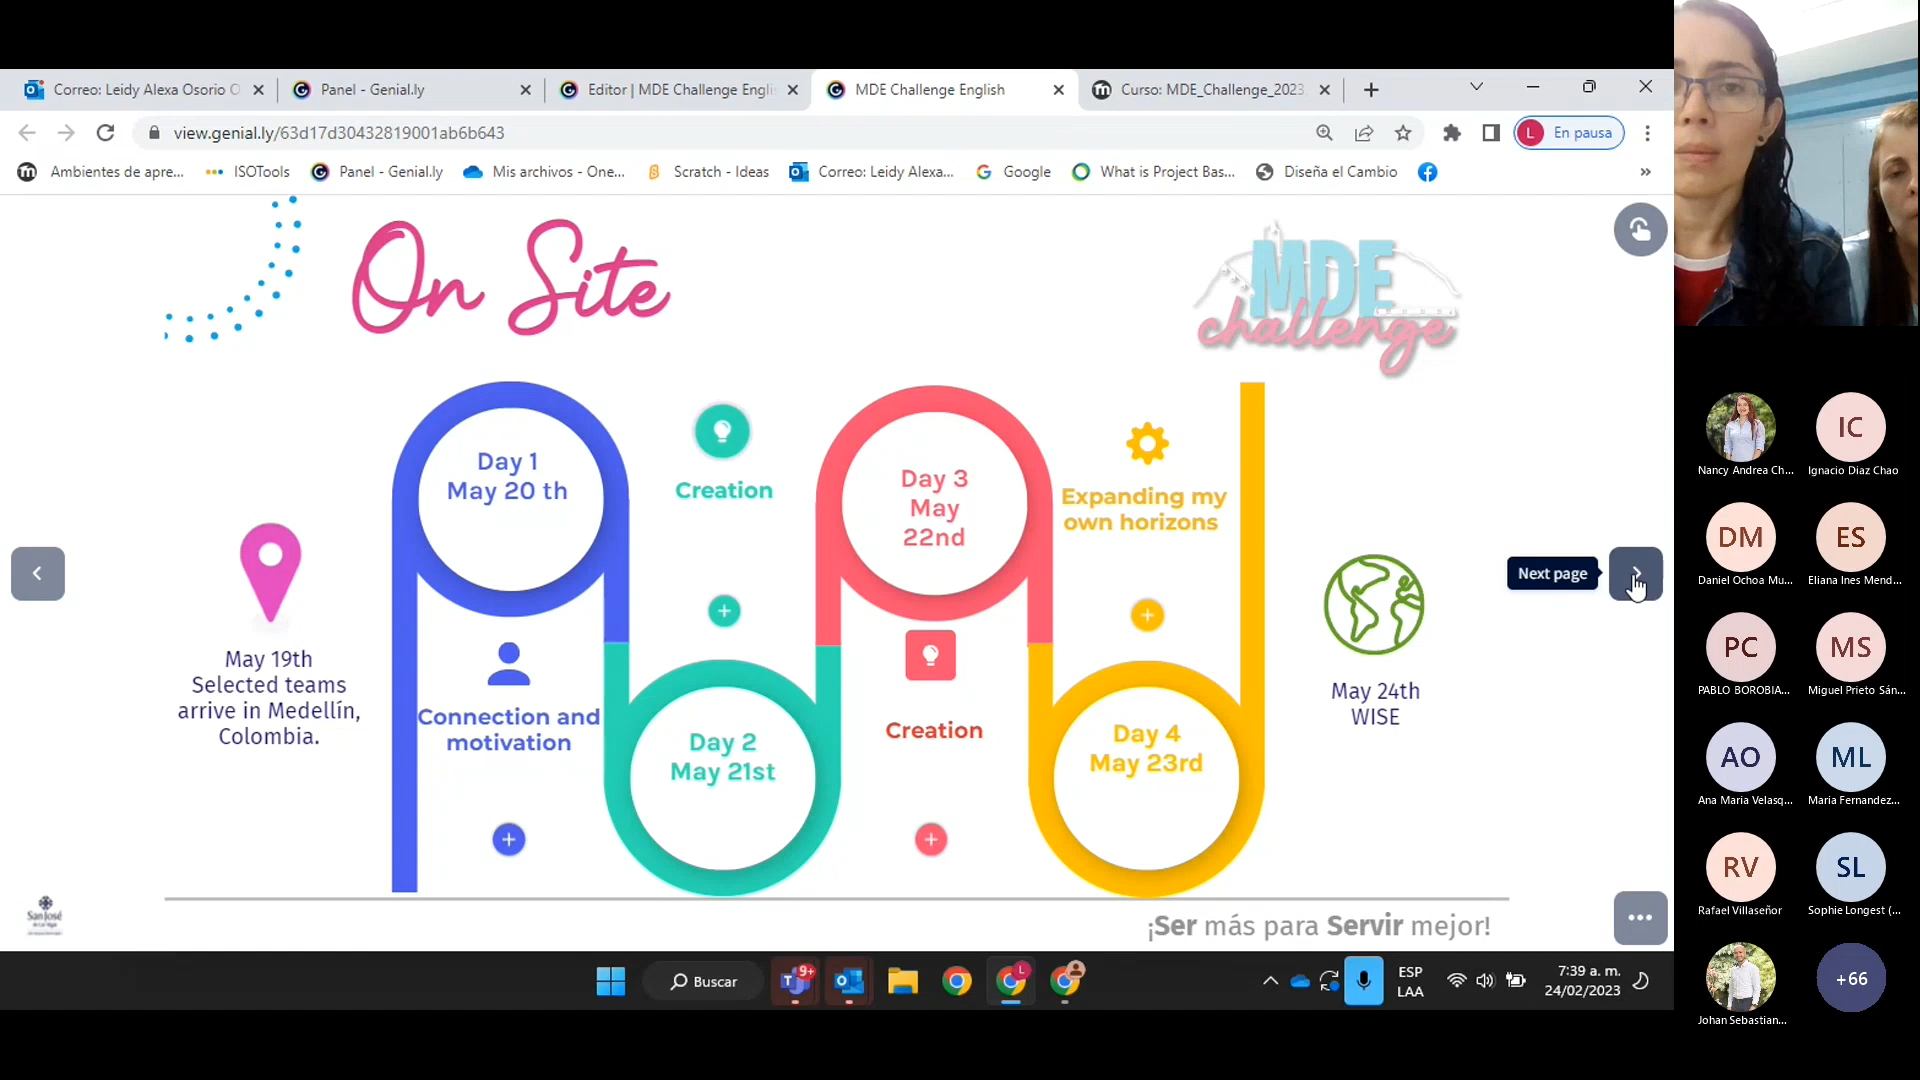 Correo: Leidy Alexa Osorio O
Panel - Genial.ly
Editor | MDE Challenge Engli
MDE Challenge English
Curso: MDE_Challenge_2023
view.genial.ly/63d17d30432819001ab6b643
L
En pausa
Ambientes de apre...
ISOTools
Panel - Genial.ly
Mis archivos - One...
Scratch - Ideas
Correo: Leidy Alexa...
Google
What is Project Bas...
Diseña el Cambio
On Site
MDE
challenge
Day 1
May 20 th
Creation
Day 3
May
22nd
Expanding my
own horizons
Next page
May 19th
Selected teams
arrive in Medellín,
Colombia.
Connection and
motivation
Day 2
May 21st
Creation
Day 4
May 23rd
May 24th
WISE
San José
¡Ser más para Servir mejor!
Buscar
9+
L
ESP
LAA
7:39 a. m.
24/02/2023
Nancy Andrea Ch...
IC
Ignacio Diaz Chao
DM
Daniel Ochoa Mu...
ES
Eliana Ines Mend...
PC
PABLO BOROBIA...
MS
Miguel Prieto Sán...
AO
Ana Maria Velasq...
ML
Maria Fernandez...
RV
Rafael Villaseñor
SL
Sophie Longest (...
Johan Sebastian...
+66